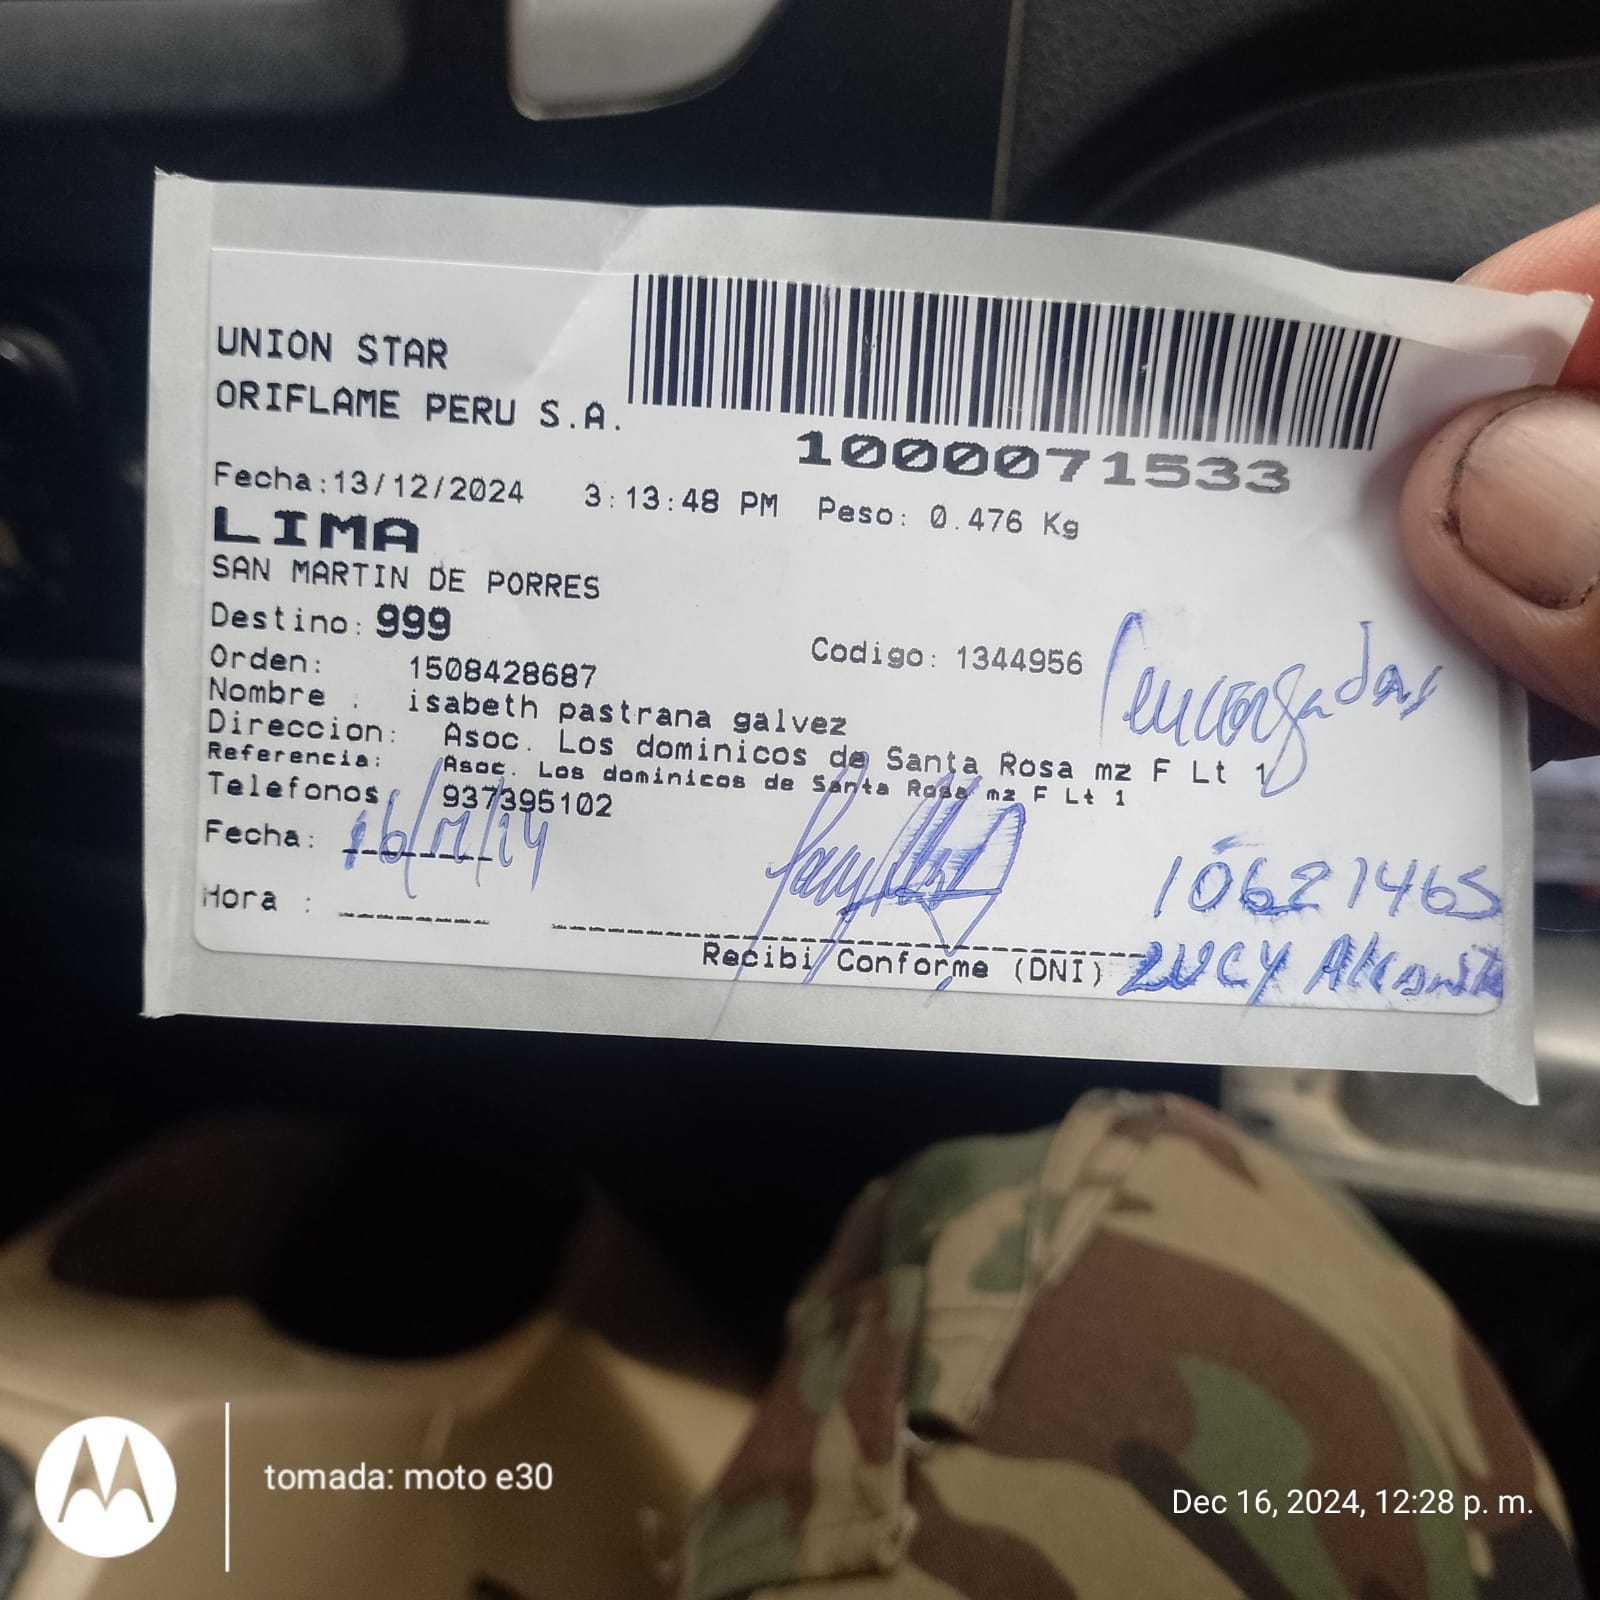 UNION STAR
ORIFLAME PERU S.A.
1000071533
Fecha:13/12/2024 3:13:48 PM Peso: 0.476 Kg
LIMA
SAN MARTIN DE PORRES
Destino: 999
Orden: 1508428687 Codigo: 1344956
Nombre : isabeth pastrana galvez
Direccion: Asoc. Los dominicos de Santa Rosa mz F Lt 1
Referencia: Asoc. Los dominicos de Santa Rosa mz F Lt 1
Telefonos 937395102
Fecha: 16/12/24
10621465
Hora :
Recibi Conforme (DNI) LUCY
tomada: moto e30
Dec 16, 2024, 12:28 p. m.